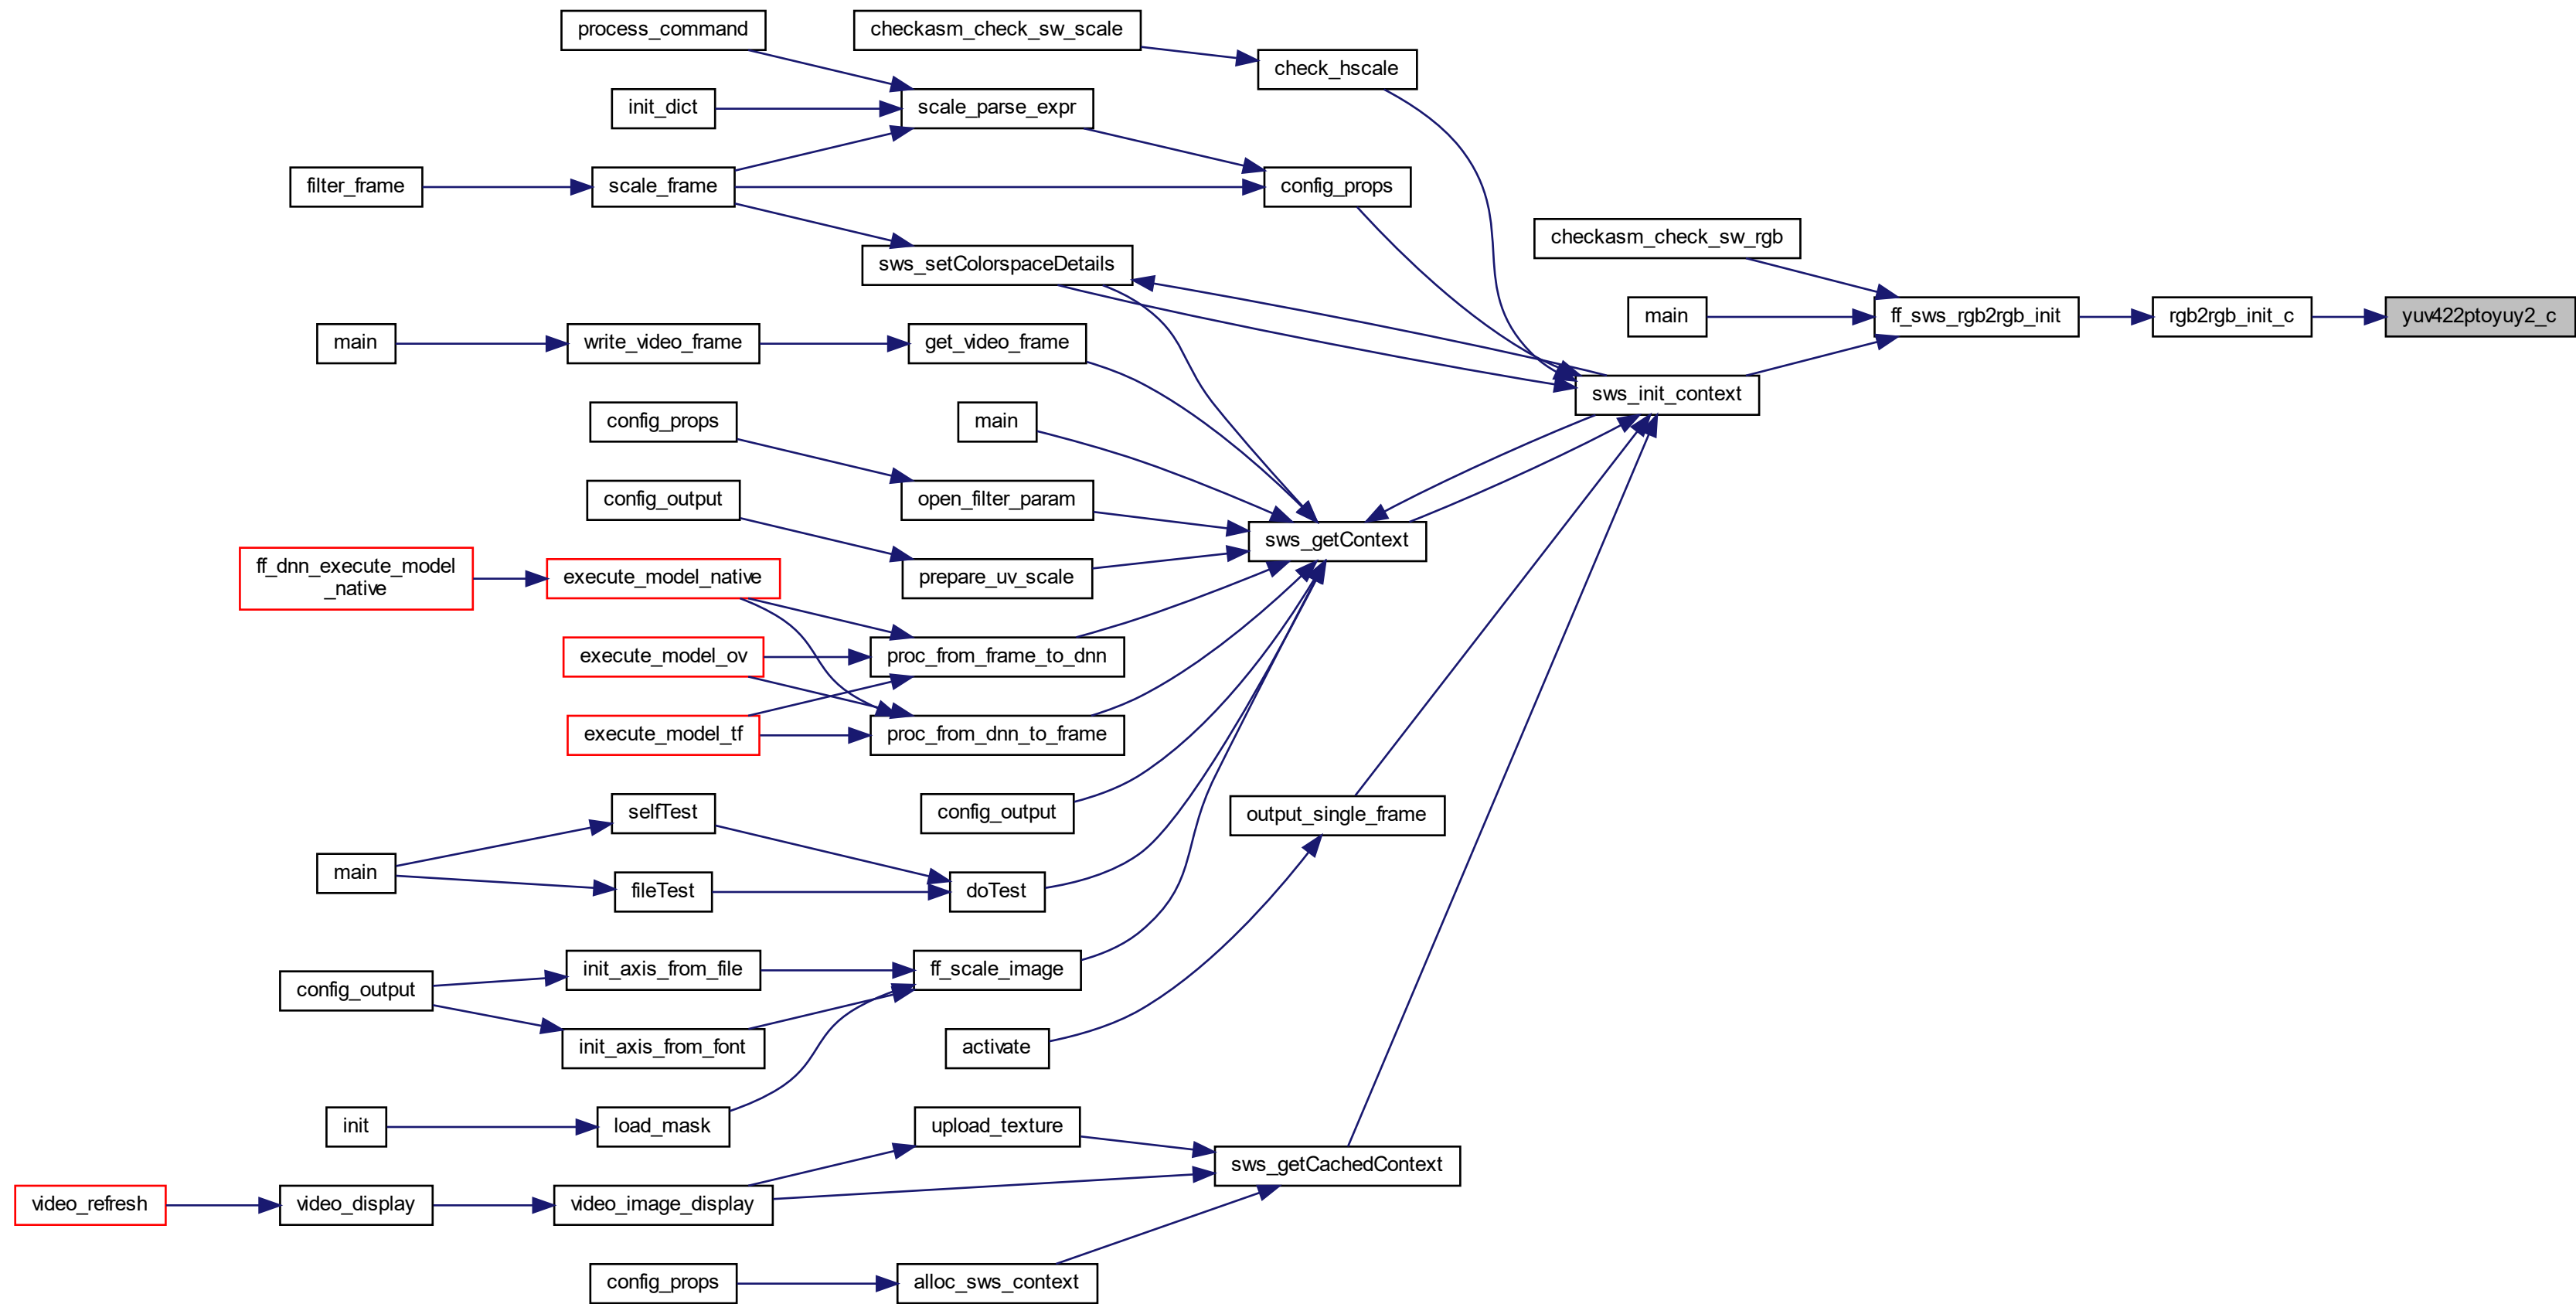 process_command
checkasm_check_sw_scale
check_hscale
init_dict
scale_parse_expr
filter_frame
scale_frame
config_props
checkasm_check_sw_rgb
sws_setColorspaceDetails
main
ff_sws_rgb2rgb_init
rgb2rgb_init_c
yuv422ptoyuy2_c
main
write_video_frame
get_video_frame
sws_init_context
config_props
main
config_output
open_filter_param
sws_getContext
ff_dnn_execute_model
_native
execute_model_native
prepare_uv_scale
execute_model_ov
proc_from_frame_to_dnn
execute_model_tf
proc_from_dnn_to_frame
selfTest
config_output
output_single_frame
main
fileTest
doTest
init_axis_from_file
ff_scale_image
config_output
init_axis_from_font
activate
init
load_mask
upload_texture
sws_getCachedContext
video_refresh
video_display
video_image_display
config_props
alloc_sws_context